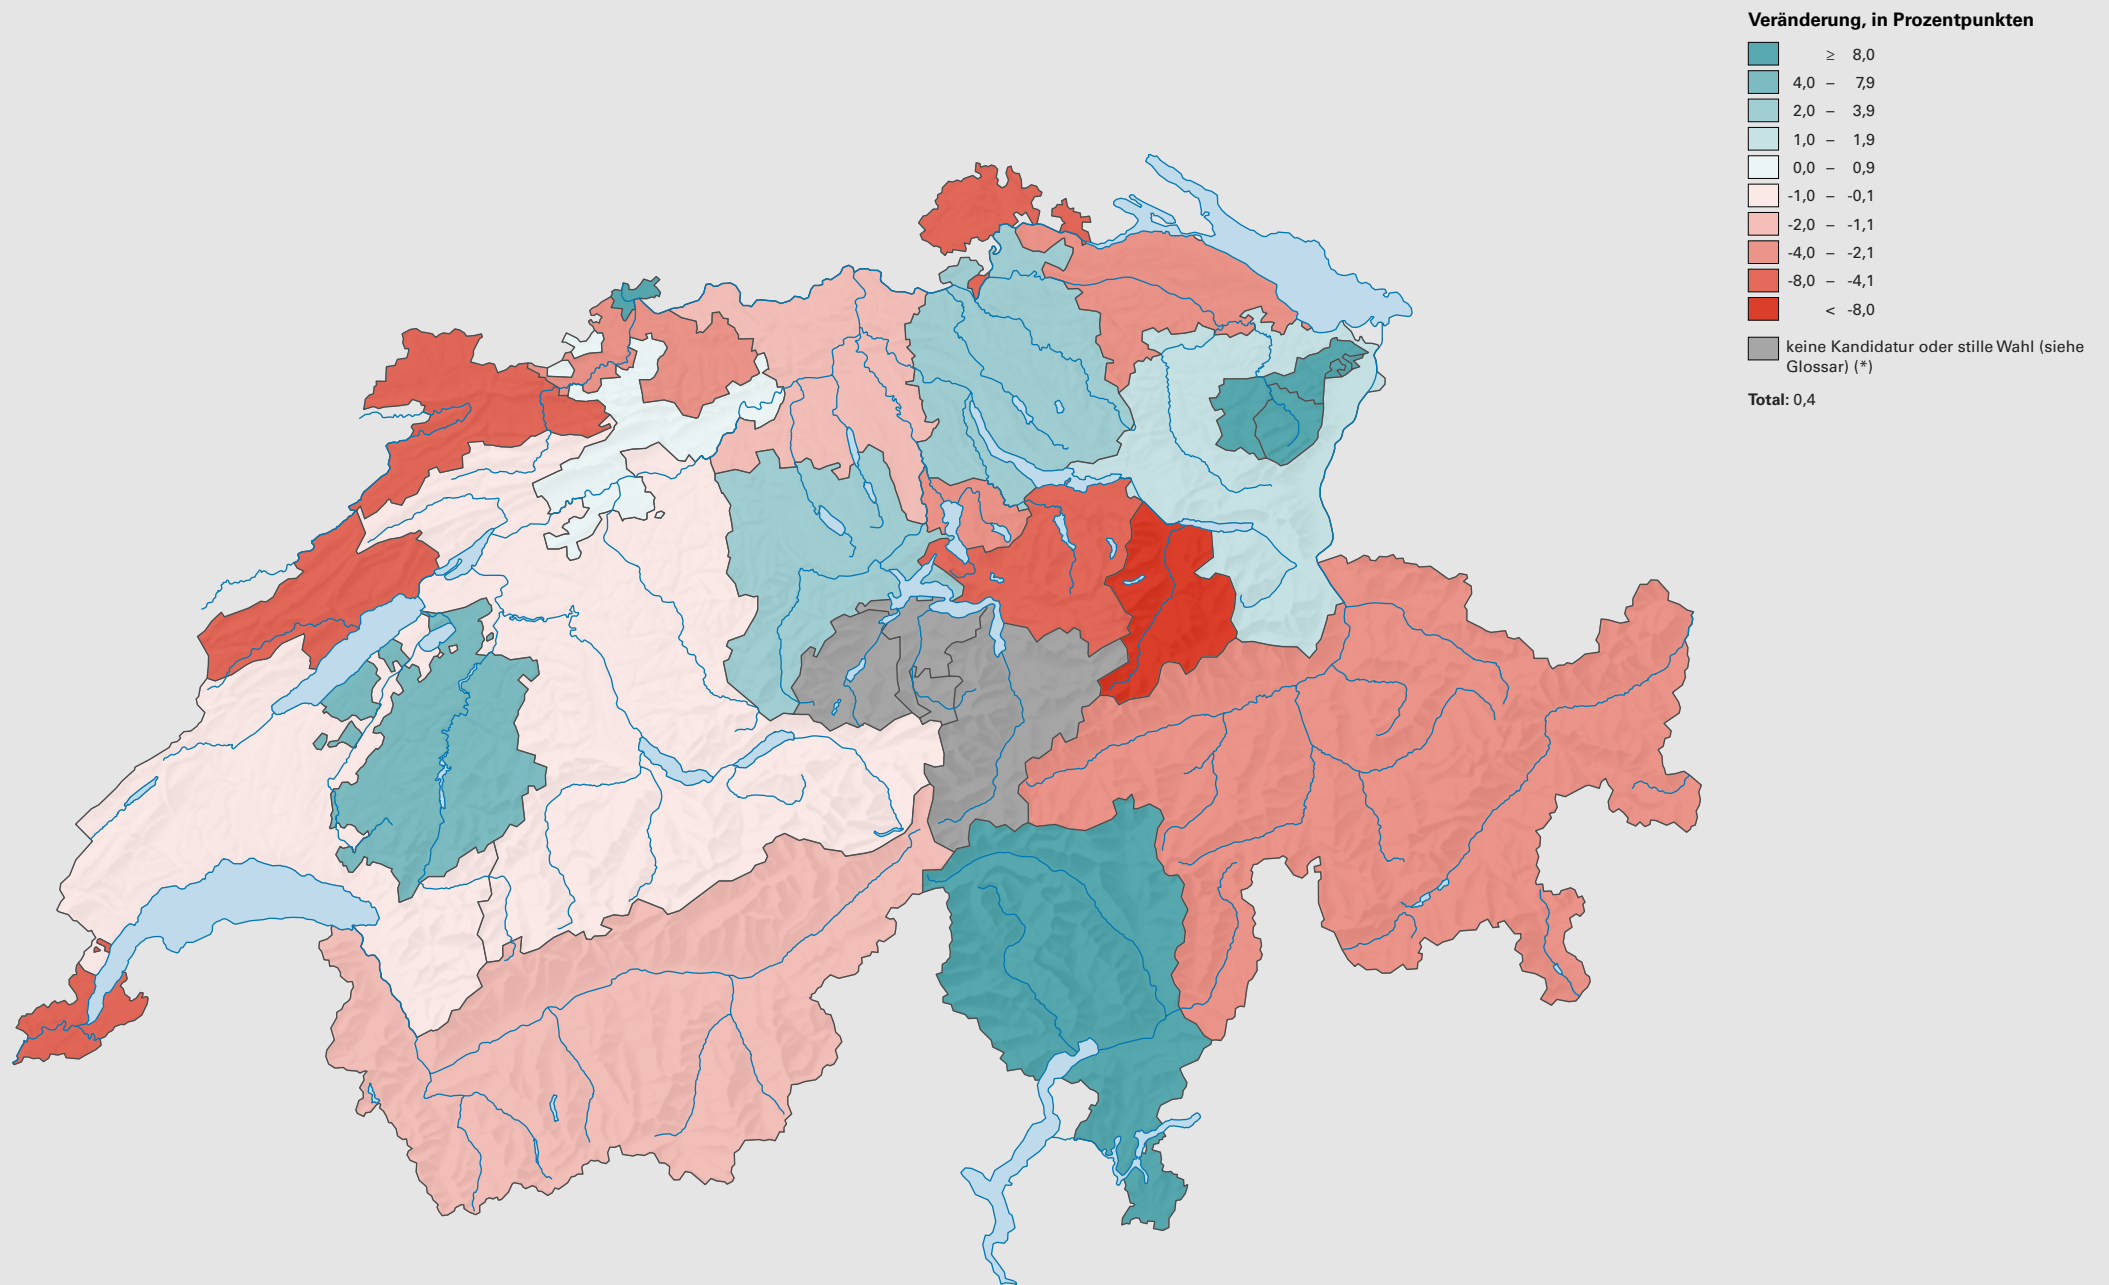 Veränderung, in Prozentpunkten
≥ 8,0
4,0 – 7,9
2,0 – 3,9
1,0 – 1,9
0,0 – 0,9
-1,0 – -0,1
-2,0 – -1,1
-4,0 – -2,1
-8,0 – -4,1
< -8,0
keine Kandidatur oder stille Wahl (siehe
Glossar) (*)
Total: 0,4